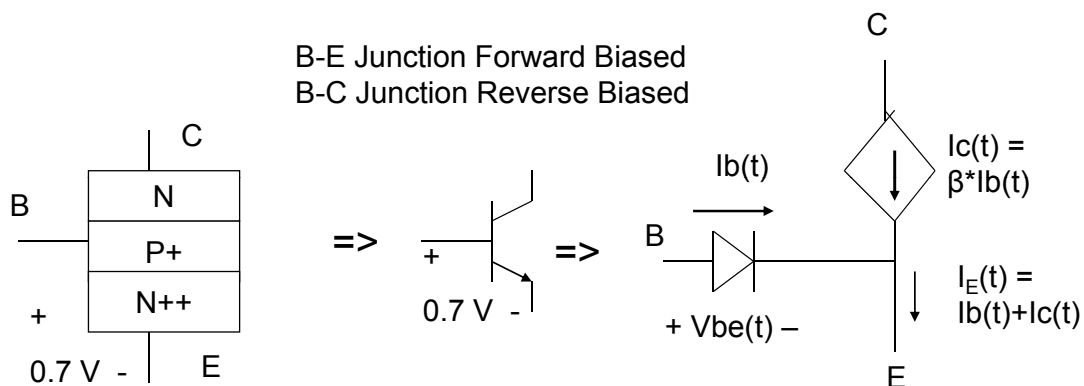 B-E Junction Forward Biased
B-C Junction Reverse Biased
C
B
N
P+
N++
+
0.7 V -
E
=>
+
0.7 V -
=>
C
Ib(t)
Ic(t) =
β*Ib(t)
B
+ Vbe(t) –
I_E(t) =
Ib(t)+Ic(t)
E